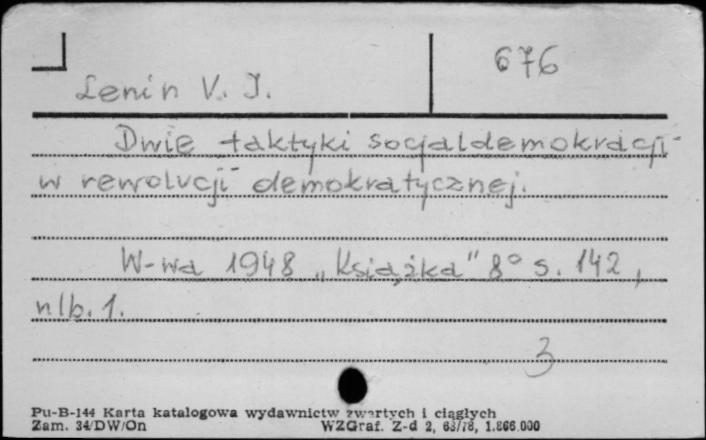 676
Lenin V. I.
Dwie taktyki socjaldemokracji
w rewolucji demokratycznej.
W-wa 1948 „Książka" 8° s. 142,
nlb. 1.
3
Pu-B-144 Karta katalogowa wydawnictw zwartych i ciągłych
Zam. 34/DW/On WZGraf. Z-d 2, 63/78, 1.866.000